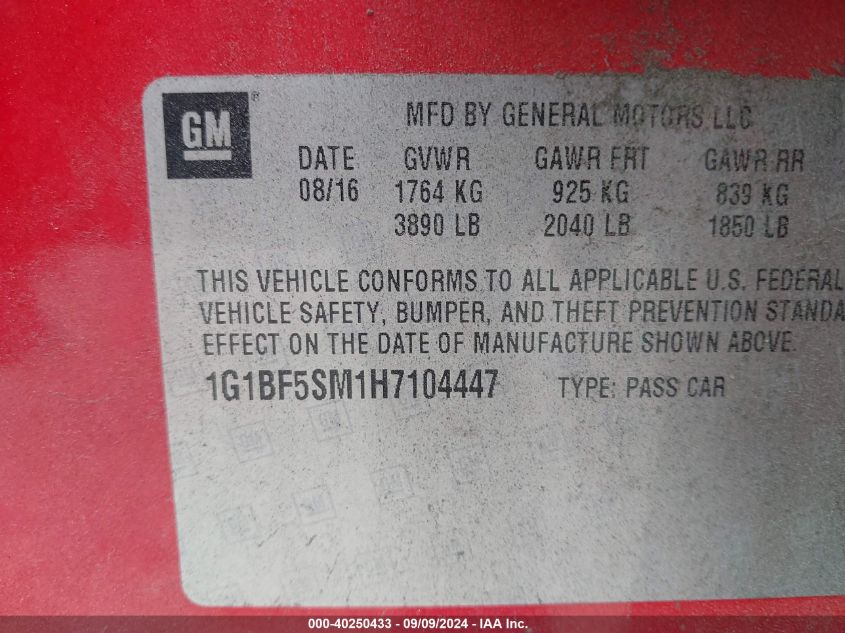 GM®
MFD BY GENERAL MOTORS LLC
DATE GVWR GAWR FRT GAWR RR
08/16 1764 KG 925 KG 839 KG
3890 LB 2040 LB 1850 LB
THIS VEHICLE CONFORMS TO ALL APPLICABLE U.S. FEDERAL
VEHICLE SAFETY, BUMPER, AND THEFT PREVENTION STANDA
EFFECT ON THE DATE OF MANUFACTURE SHOWN ABOVE.
1G1BF5SM1H7104447 TYPE: PASS CAR
000-40250433 - 09/09/2024 - IAA Inc.